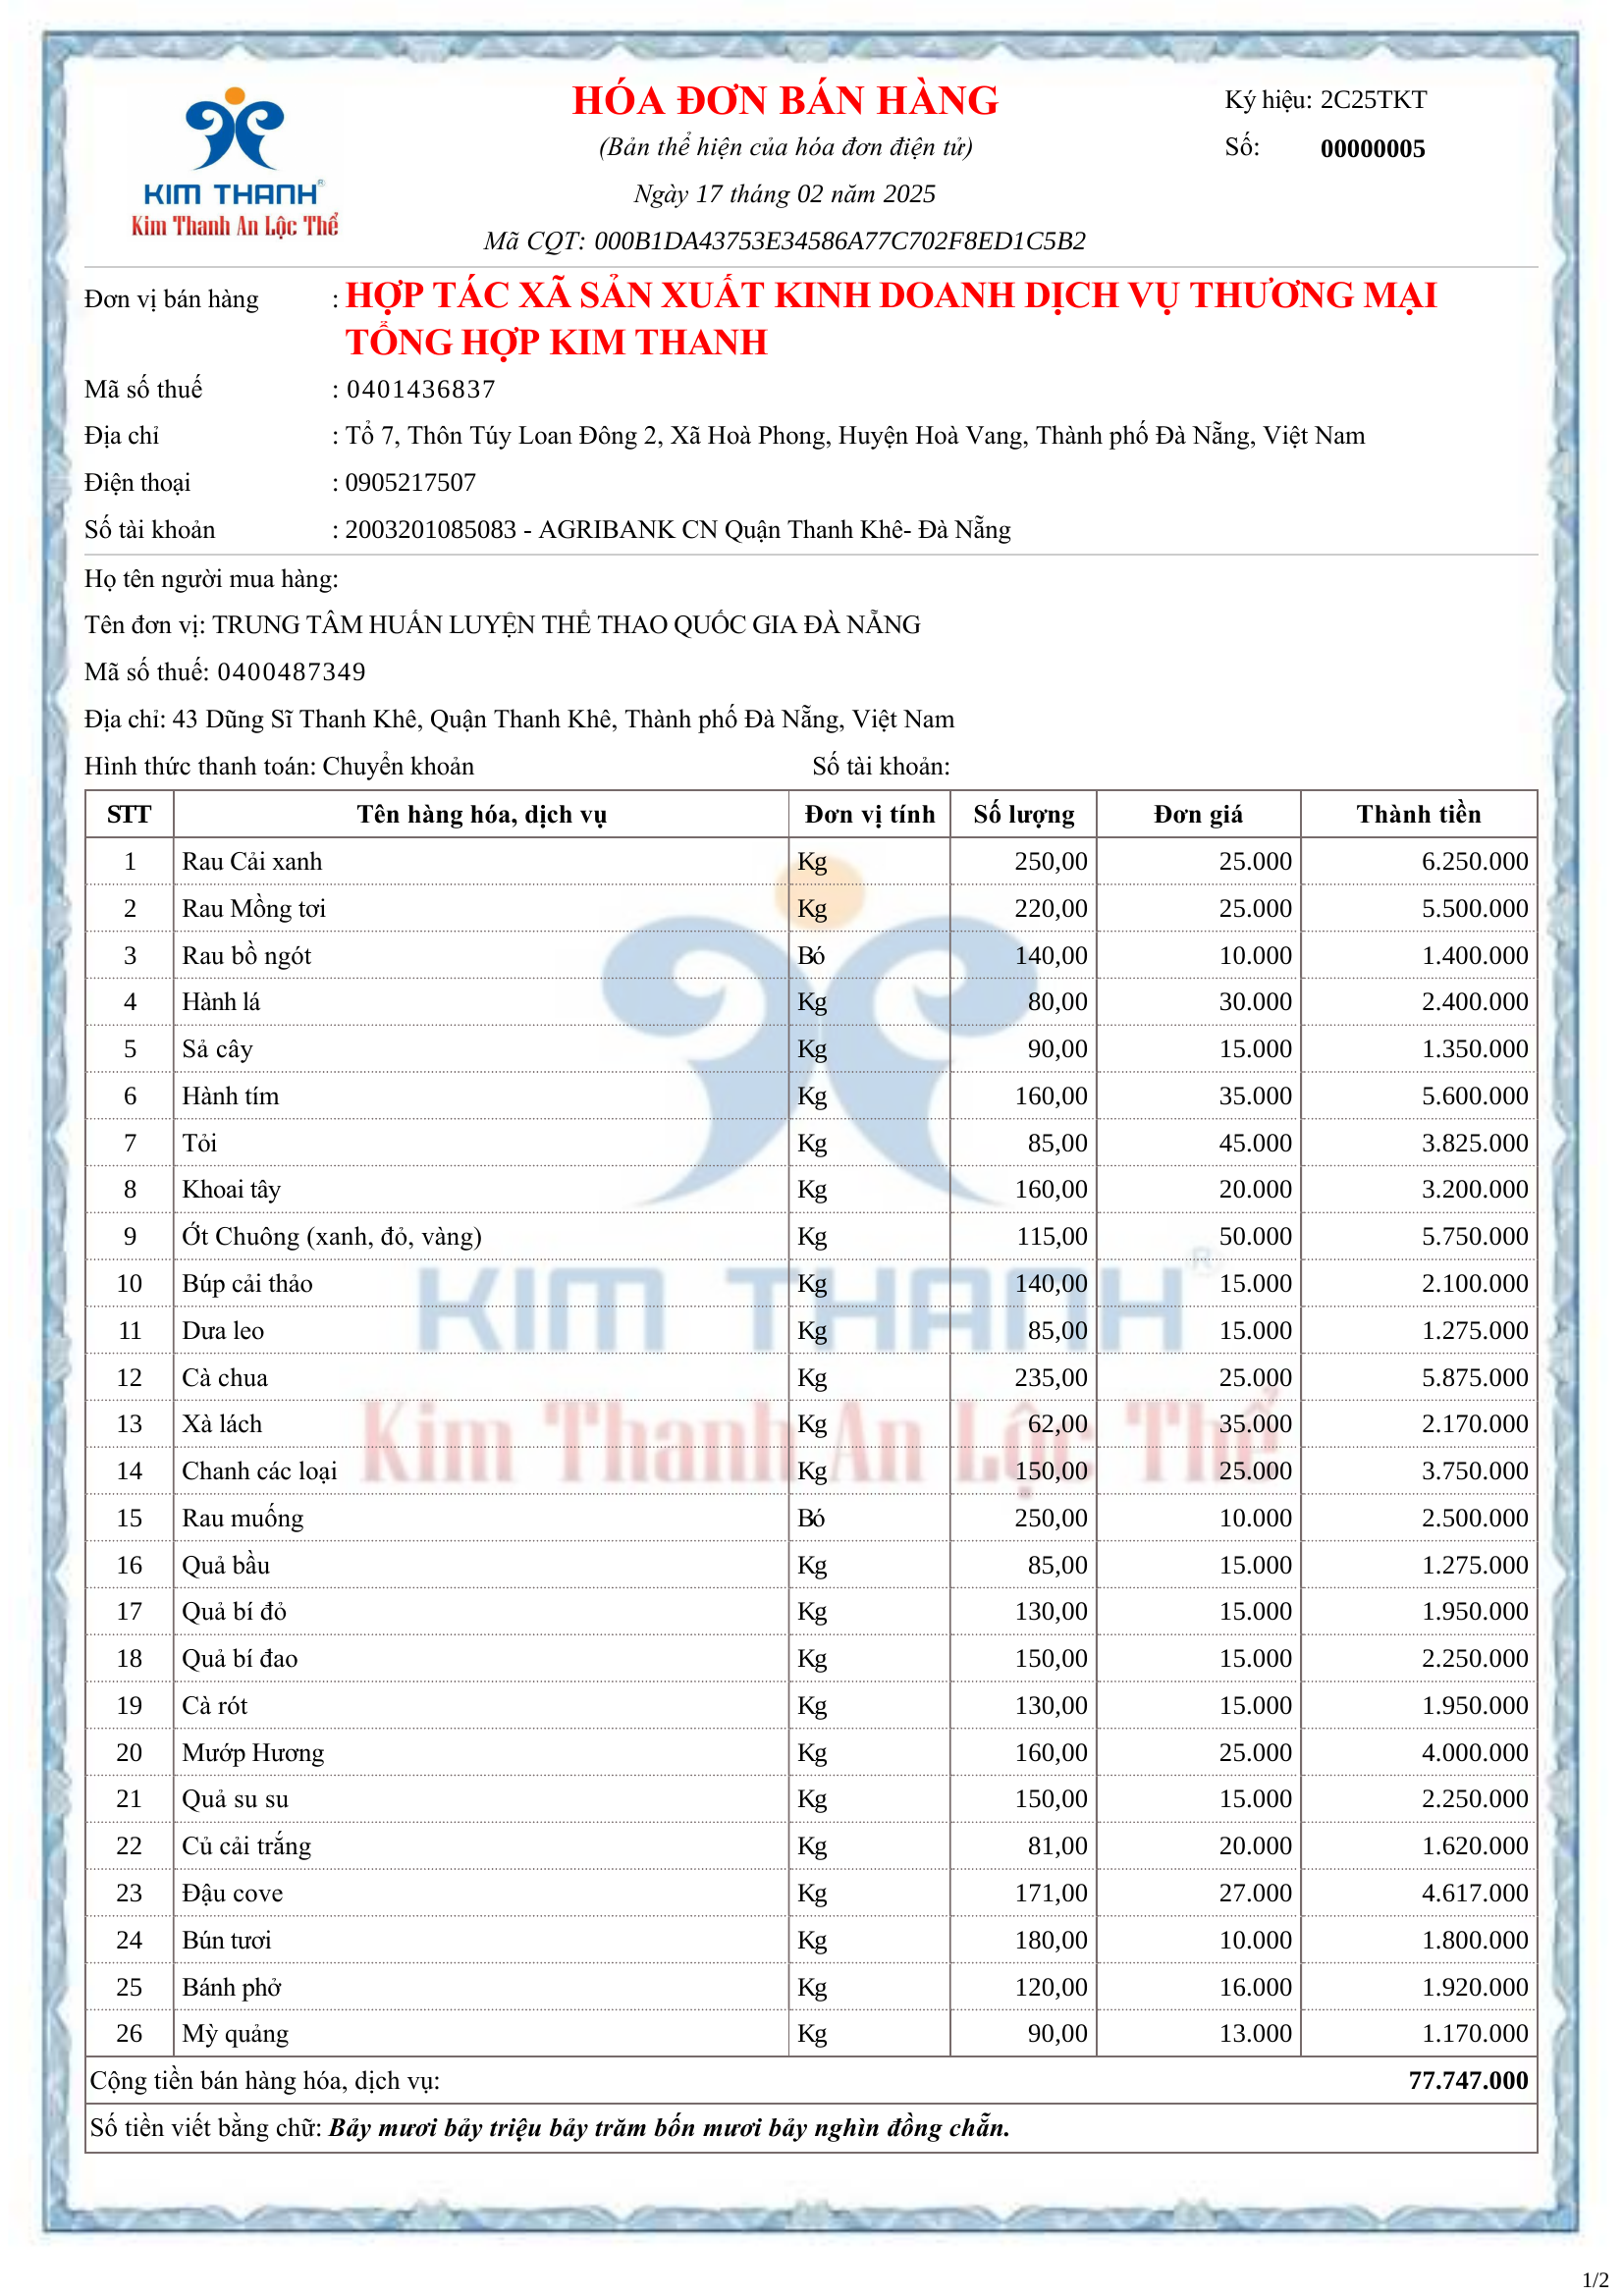 KIM THANH®
Kim Thanh An Lộc Thể
HÓA ĐƠN BÁN HÀNG
(Bản thể hiện của hóa đơn điện tử)
Ngày 17 tháng 02 năm 2025
Mã CQT: 000B1DA43753E34586A77C702F8ED1C5B2
Ký hiệu: 2C25TKT
Số: 00000005
Đơn vị bán hàng : HỢP TÁC XÃ SẢN XUẤT KINH DOANH DỊCH VỤ THƯƠNG MẠI
TỔNG HỢP KIM THANH
Mã số thuế : 0401436837
Địa chỉ : Tổ 7, Thôn Túy Loan Đông 2, Xã Hoà Phong, Huyện Hoà Vang, Thành phố Đà Nẵng, Việt Nam
Điện thoại : 0905217507
Số tài khoản : 2003201085083 - AGRIBANK CN Quận Thanh Khê- Đà Nẵng
Họ tên người mua hàng:
Tên đơn vị: TRUNG TÂM HUẤN LUYỆN THỂ THAO QUỐC GIA ĐÀ NẴNG
Mã số thuế: 0400487349
Địa chỉ: 43 Dũng Sĩ Thanh Khê, Quận Thanh Khê, Thành phố Đà Nẵng, Việt Nam
Hình thức thanh toán: Chuyển khoản Số tài khoản:
STT Tên hàng hóa, dịch vụ Đơn vị tính Số lượng Đơn giá Thành tiền
1 Rau Cải xanh Kg 250,00 25.000 6.250.000
2 Rau Mồng tơi Kg 220,00 25.000 5.500.000
3 Rau bồ ngót Bó 140,00 10.000 1.400.000
4 Hành lá Kg 80,00 30.000 2.400.000
5 Sả cây Kg 90,00 15.000 1.350.000
6 Hành tím Kg 160,00 35.000 5.600.000
7 Tỏi Kg 85,00 45.000 3.825.000
8 Khoai tây Kg 160,00 20.000 3.200.000
9 Ớt Chuông (xanh, đỏ, vàng) Kg 115,00 50.000 5.750.000
10 Búp cải thảo Kg 140,00 15.000 2.100.000
11 Dưa leo Kg 85,00 15.000 1.275.000
12 Cà chua Kg 235,00 25.000 5.875.000
13 Xà lách Kg 62,00 35.000 2.170.000
14 Chanh các loại Kg 150,00 25.000 3.750.000
15 Rau muống Bó 250,00 10.000 2.500.000
16 Quả bầu Kg 85,00 15.000 1.275.000
17 Quả bí đỏ Kg 130,00 15.000 1.950.000
18 Quả bí đao Kg 150,00 15.000 2.250.000
19 Cà rót Kg 130,00 15.000 1.950.000
20 Mướp Hương Kg 160,00 25.000 4.000.000
21 Quả su su Kg 150,00 15.000 2.250.000
22 Củ cải trắng Kg 81,00 20.000 1.620.000
23 Đậu cove Kg 171,00 27.000 4.617.000
24 Bún tươi Kg 180,00 10.000 1.800.000
25 Bánh phở Kg 120,00 16.000 1.920.000
26 Mỳ quảng Kg 90,00 13.000 1.170.000
KIM THANH®
Kim Thanh An Lộc Thể
Cộng tiền bán hàng hóa, dịch vụ: 77.747.000
Số tiền viết bằng chữ: Bảy mươi bảy triệu bảy trăm bốn mươi bảy nghìn đồng chẵn.
1/2